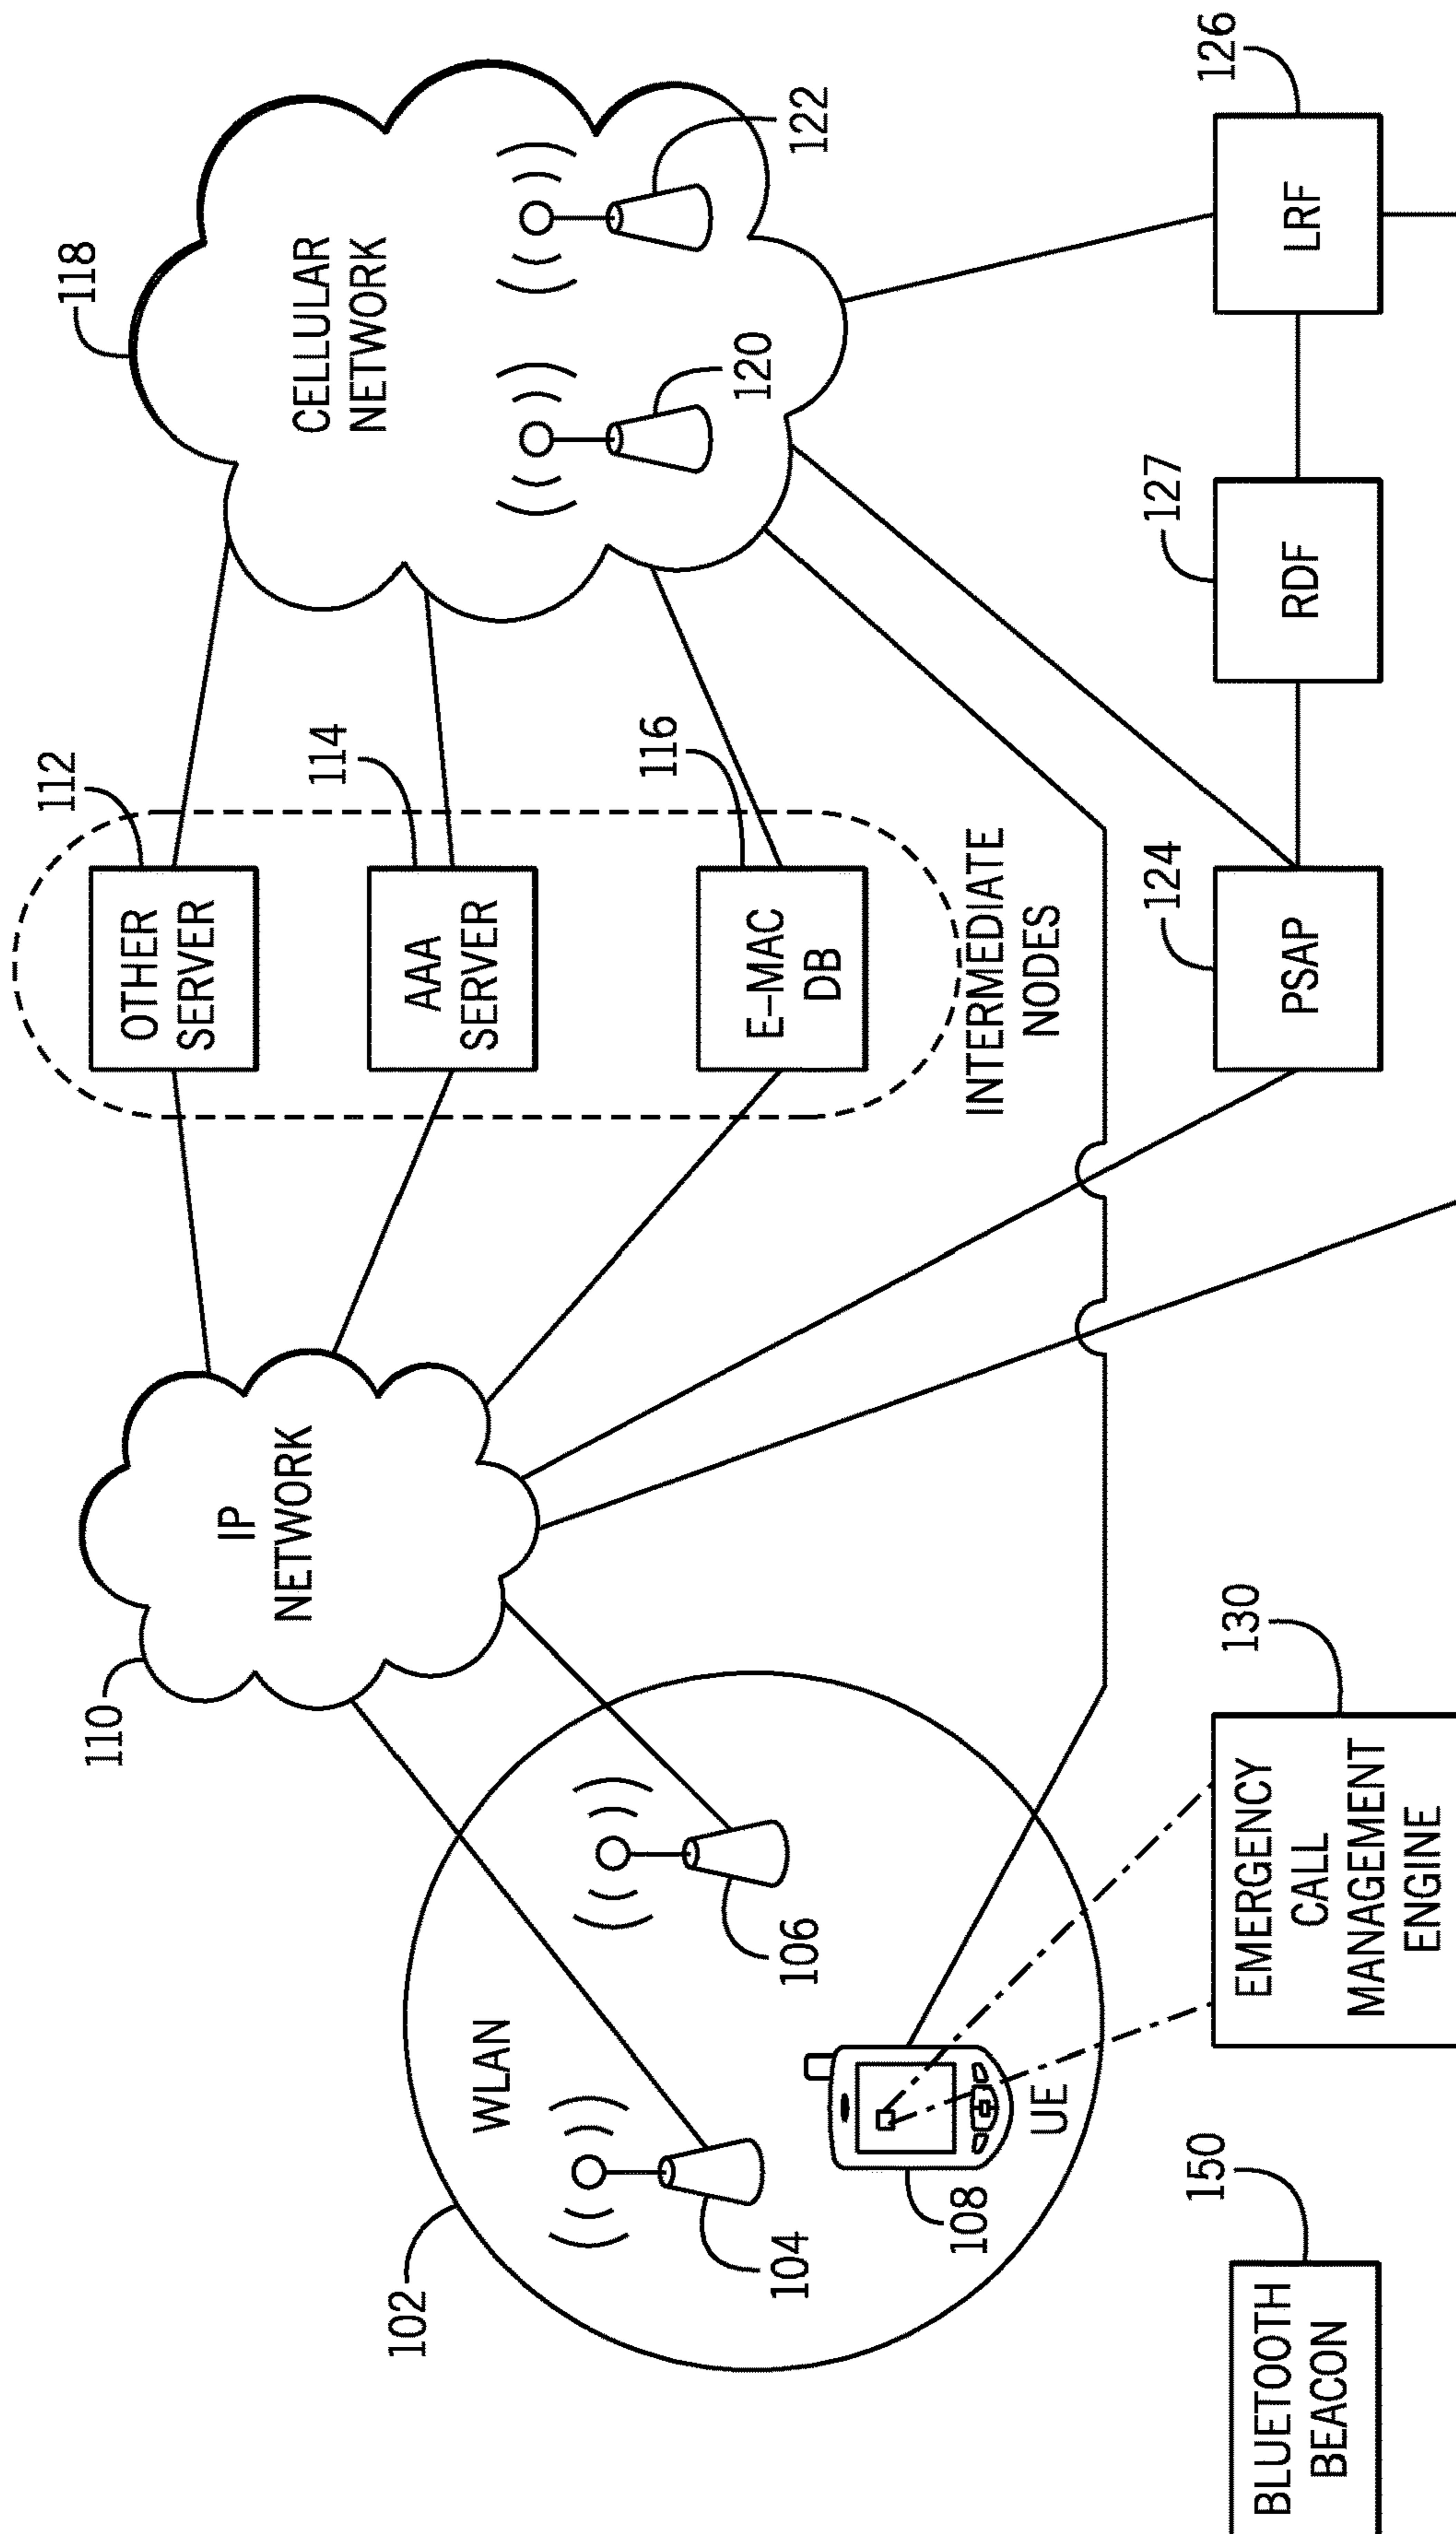 118
CELLULAR
NETWORK
120
122
112
OTHER
SERVER
114
AAA
SERVER
116
E-MAC
DB
INTERMEDIATE
NODES
110
IP
NETWORK
102
WLAN
104
106
108
UE
124
PSAP
127
RDF
126
LRF
130
EMERGENCY
CALL
MANAGEMENT
ENGINE
150
BLUETOOTH
BEACON